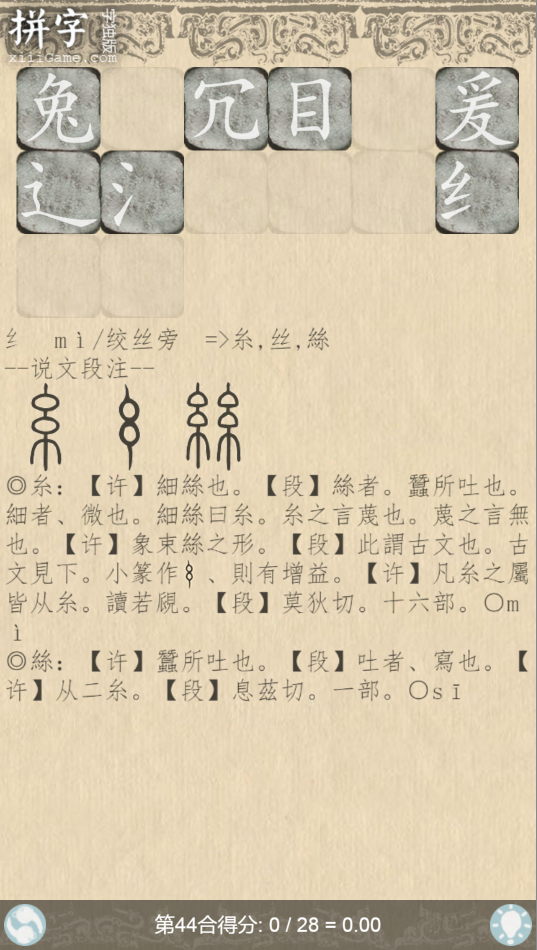 拼字
字理版
xiiiGame.com
兔 冗 目 爰
辶 氵 纟
纟 mì/绞丝旁 =>糸,丝,絲
--说文段注--
◎糸：【许】細絲也。【段】絲者。蠶所吐也。
細者、微也。細絲曰糸。糸之言蔑也。蔑之言無
也。【许】象束絲之形。【段】此謂古文也。古
文見下。小篆作、則有增益。【许】凡糸之屬
皆从糸。讀若覛。【段】莫狄切。十六部。〇m
ì
◎絲：【许】蠶所吐也。【段】吐者、寫也。【
许】从二糸。【段】息茲切。一部。〇sī
第44合得分: 0 / 28 = 0.00